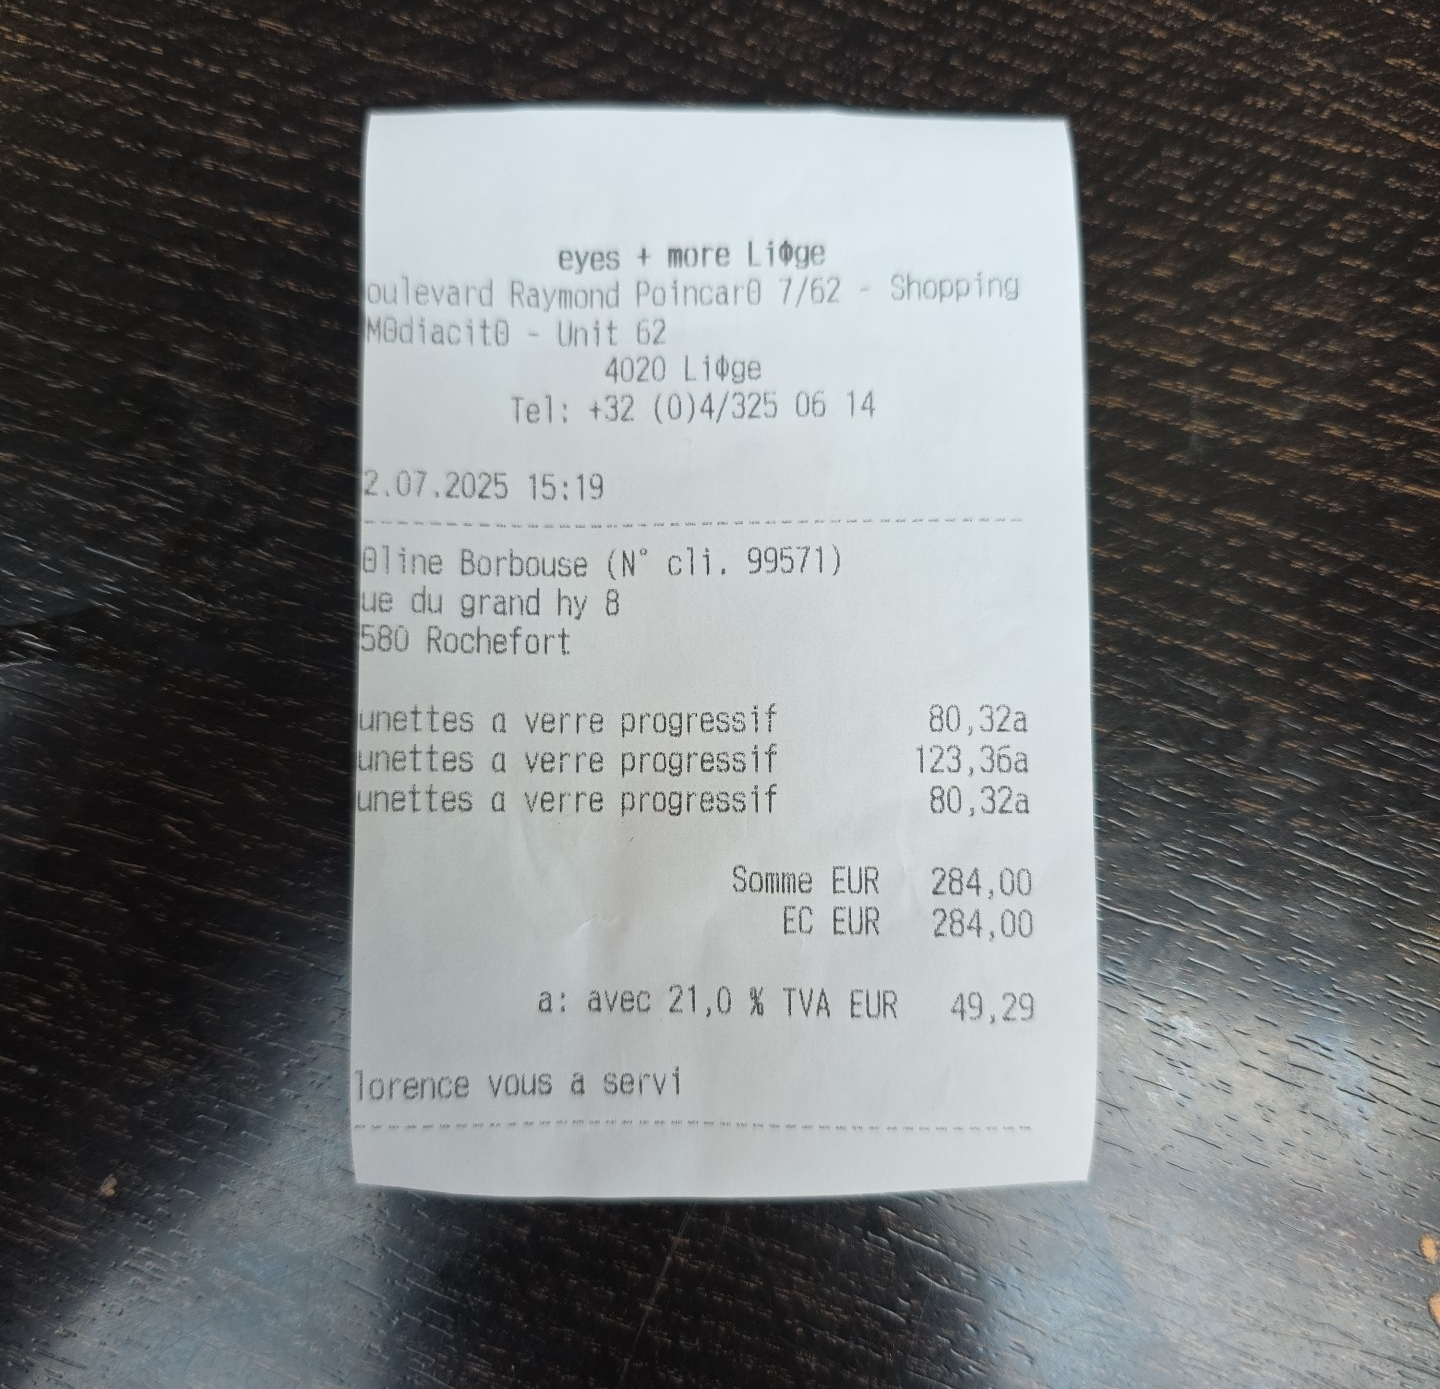 eyes + more LiΦge
oulevard Raymond Poincar0 7/62 - Shopping
M0diacit0 - Unit 62
4020 LiΦge
Tel: +32 (0)4/325 06 14
2.07.2025 15:19
0line Borbouse (N° cli. 99571)
ue du grand hy 8
580 Rochefort
unettes a verre progressif 80,32a
unettes a verre progressif 123,36a
unettes a verre progressif 80,32a
Somme EUR 284,00
EC EUR 284,00
a: avec 21,0 % TVA EUR 49,29
lorence vous a servi